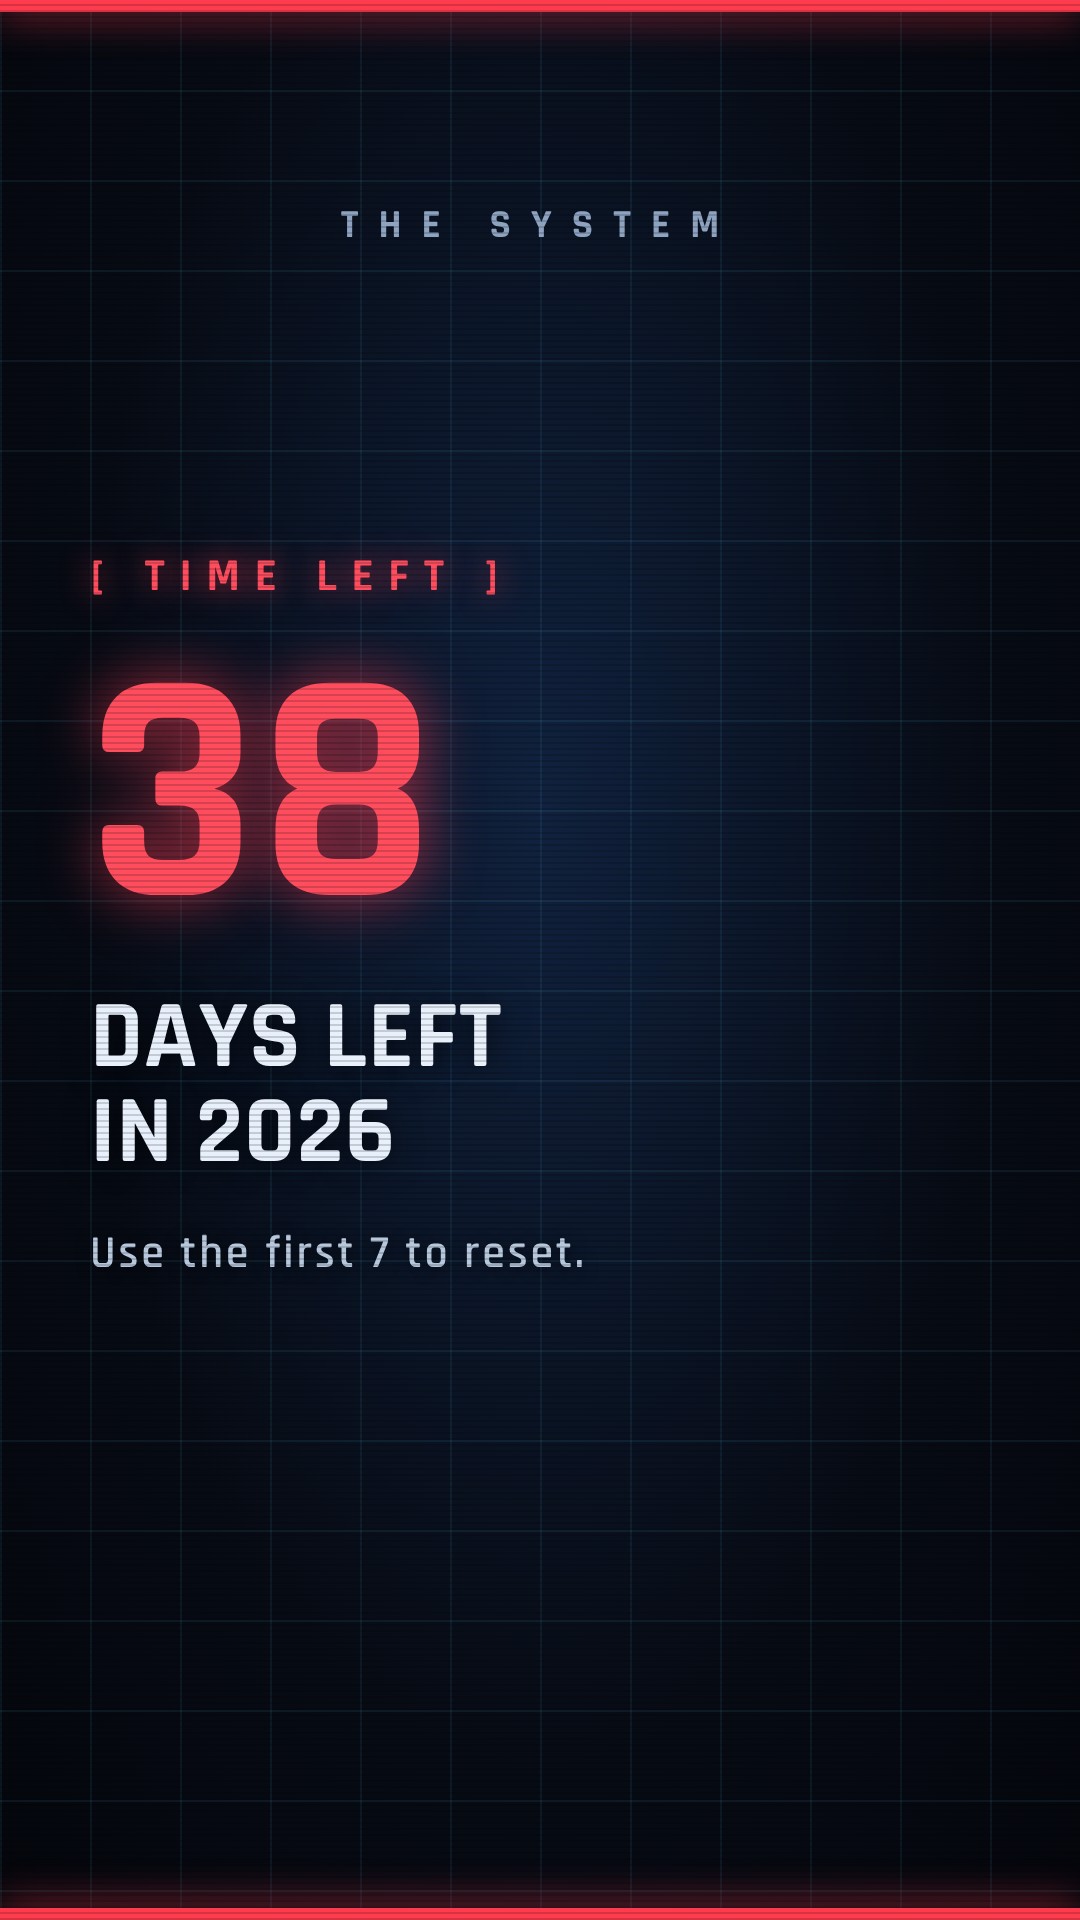 THE SYSTEM
[ TIME LEFT ]
38
DAYS LEFT
IN 2026
Use the first 7 to reset.